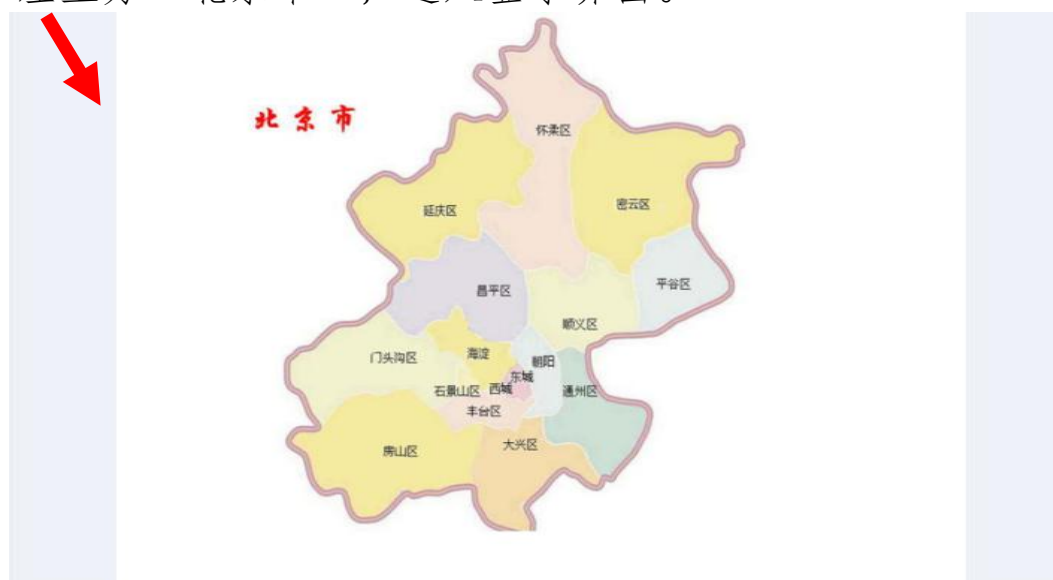 北京市
怀柔区
延庆区
密云区
昌平区
平谷区
顺义区
门头沟区
海淀
朝阳
东城
石景山区
西城
通州区
丰台区
房山区
大兴区